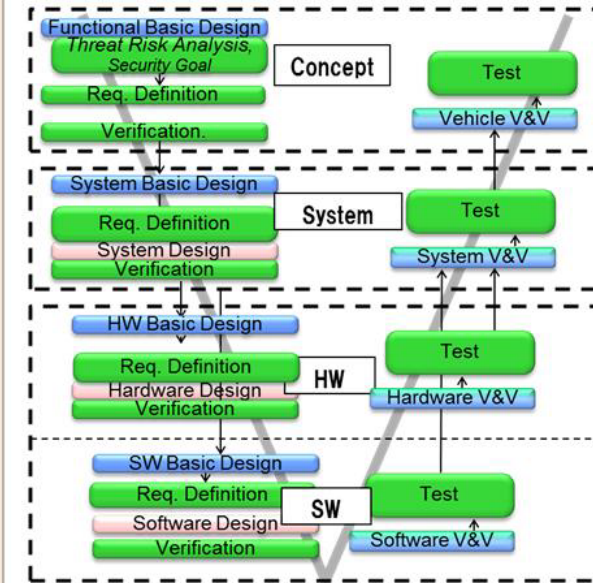 Functional Basic Design
Threat Risk Analysis,
Security Goal
Req. Definition
Verification.
Concept
Test
Vehicle V&V
System Basic Design
Req. Definition
System Design
Verification
System
Test
System V&V
HW Basic Design
Req. Definition
Hardware Design
Verification
HW
Test
Hardware V&V
SW Basic Design
Req. Definition
Software Design
Verification
SW
Test
Software V&V